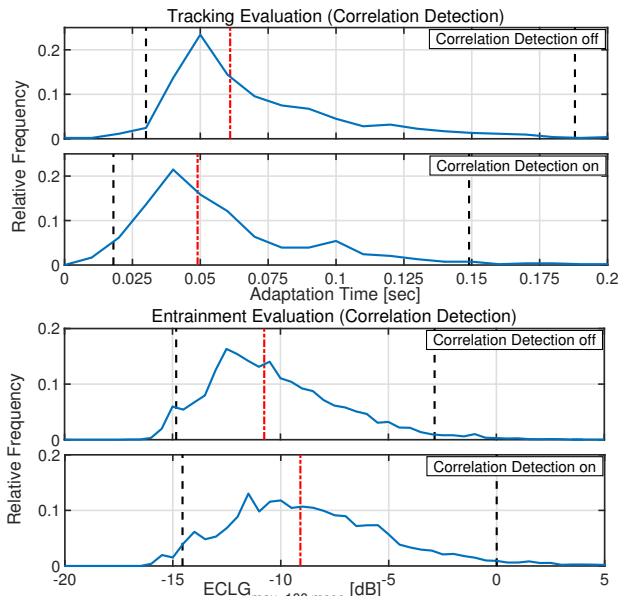 Tracking Evaluation (Correlation Detection)
Correlation Detection off
0.2
0.1
0
Relative Frequency
Correlation Detection on
0.2
0.1
0
0 0.025 0.05 0.075 0.1 0.125 0.15 0.175 0.2
Adaptation Time [sec]
Entrainment Evaluation (Correlation Detection)
Correlation Detection off
0.2
0.1
0
Relative Frequency
Correlation Detection on
0.2
0.1
0
-20 -15 -10 -5 0 5
ECLG [dB]